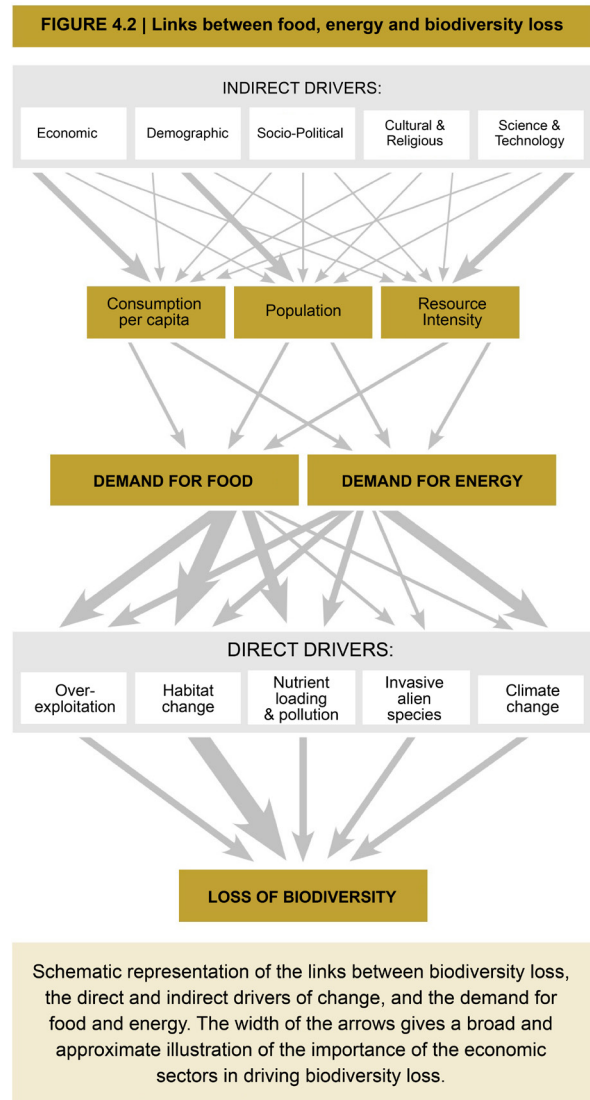 FIGURE 4.2 | Links between food, energy and biodiversity loss
INDIRECT DRIVERS:
Economic
Demographic
Socio-Political
Cultural &
Religious
Science &
Technology
Consumption
per capita
Population
Resource
Intensity
DEMAND FOR FOOD
DEMAND FOR ENERGY
DIRECT DRIVERS:
Over-
exploitation
Habitat
change
Nutrient
loading
& pollution
Invasive
alien
species
Climate
change
LOSS OF BIODIVERSITY
Schematic representation of the links between biodiversity loss,
the direct and indirect drivers of change, and the demand for
food and energy. The width of the arrows gives a broad and
approximate illustration of the importance of the economic
sectors in driving biodiversity loss.